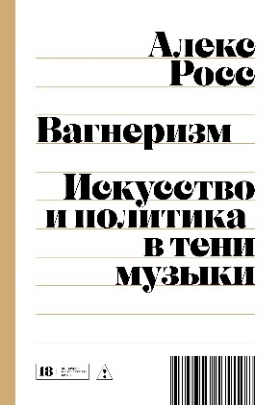 Алекс
Росс
Вагнеризм
Искусство
и политика
в тени
музыки
18